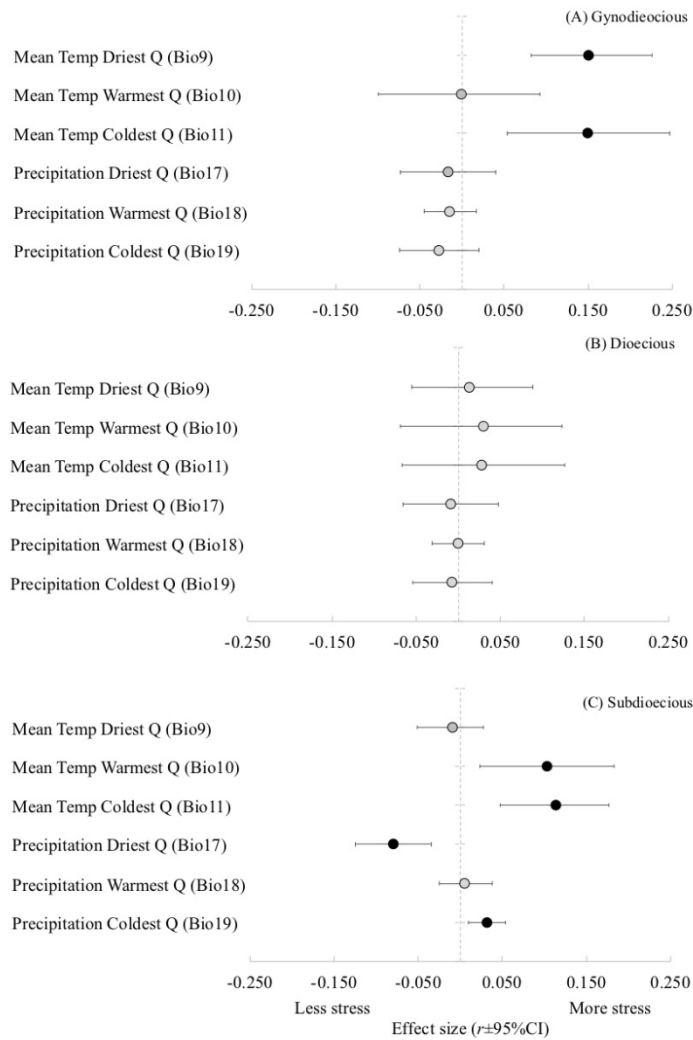 (A) Gynodieocious
Mean Temp Driest Q (Bio9)
Mean Temp Warmest Q (Bio10)
Mean Temp Coldest Q (Bio11)
Precipitation Driest Q (Bio17)
Precipitation Warmest Q (Bio18)
Precipitation Coldest Q (Bio19)
-0.250 -0.150 -0.050 0.050 0.150 0.250
(B) Dioecious
Mean Temp Driest Q (Bio9)
Mean Temp Warmest Q (Bio10)
Mean Temp Coldest Q (Bio11)
Precipitation Driest Q (Bio17)
Precipitation Warmest Q (Bio18)
Precipitation Coldest Q (Bio19)
-0.250 -0.150 -0.050 0.050 0.150 0.250
(C) Subdioecious
Mean Temp Driest Q (Bio9)
Mean Temp Warmest Q (Bio10)
Mean Temp Coldest Q (Bio11)
Precipitation Driest Q (Bio17)
Precipitation Warmest Q (Bio18)
Precipitation Coldest Q (Bio19)
-0.250 -0.150 -0.050 0.050 0.150 0.250
Less stress More stress
Effect size (r±95%CI)